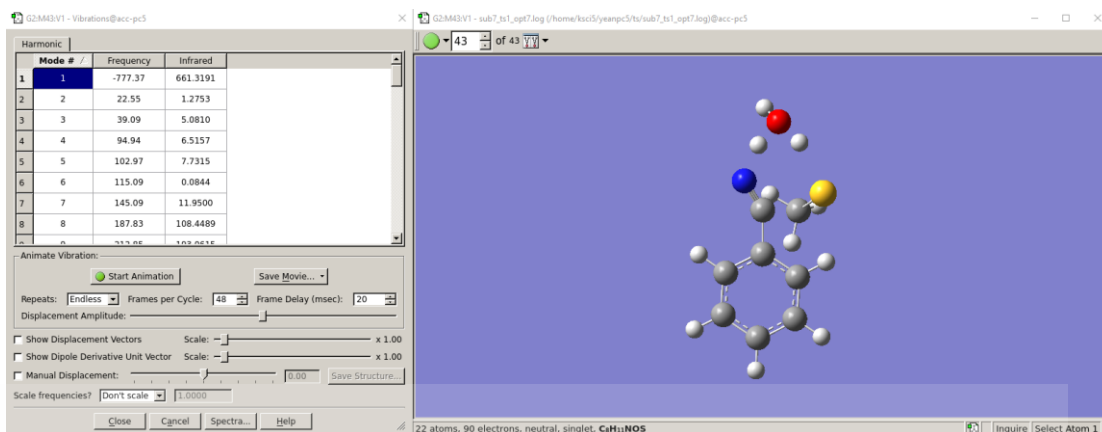 G2:M43:V1 - Vibrations@acc-pc5
Harmonic
Mode # / Frequency Infrared
1 1 -777.37 661.3191
2 2 22.55 1.2753
3 3 39.09 5.0810
4 4 94.94 6.5157
5 5 102.97 7.7315
6 6 115.09 0.0844
7 7 145.09 11.9500
8 8 187.83 108.4489
Animate Vibration:
Start Animation Save Movie...
Repeats: Endless Frames per Cycle: 48 Frame Delay (msec): 20
Displacement Amplitude:
Show Displacement Vectors Scale: x 1.00
Show Dipole Derivative Unit Vector Scale: x 1.00
Manual Displacement: 0.00 Save Structure...
Scale frequencies? Don't scale 1.0000
Close Cancel Spectra... Help
G2:M43:V1 - sub7_ts1_opt7.log (/home/ksci5/yeanpc5/ts/sub7_ts1_opt7.log)@acc-pc5
43 of 43
22 atoms, 90 electrons, neutral, singlet, C₈H₁₁NOS Inquire Select Atom 1